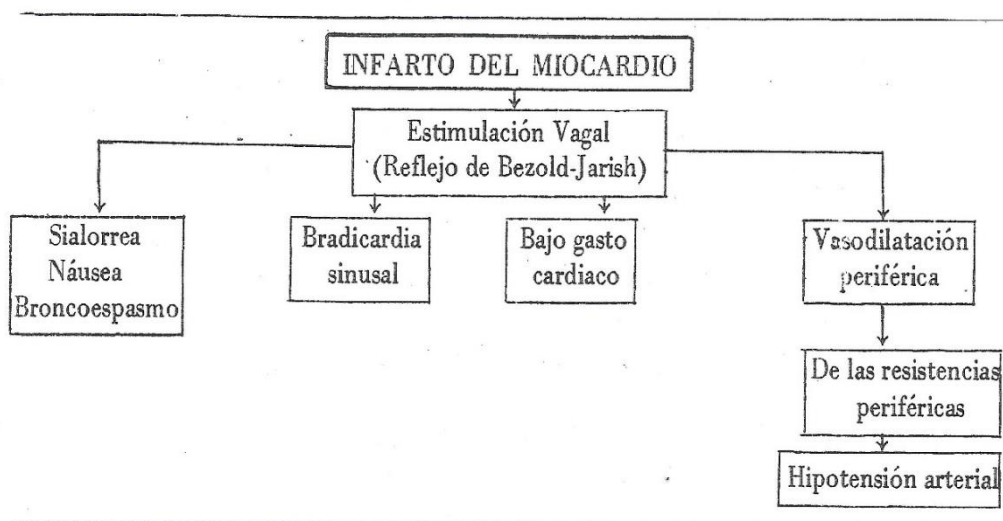 INFARTO DEL MIOCARDIO
Estimulación Vagal
(Reflejo de Bezold-Jarish)
Sialorrea
Náusea
Broncoespasmo
Bradicardia
sinusal
Bajo gasto
cardiaco
Vasodilatación
periférica
De las resistencias
periféricas
Hipotensión arterial